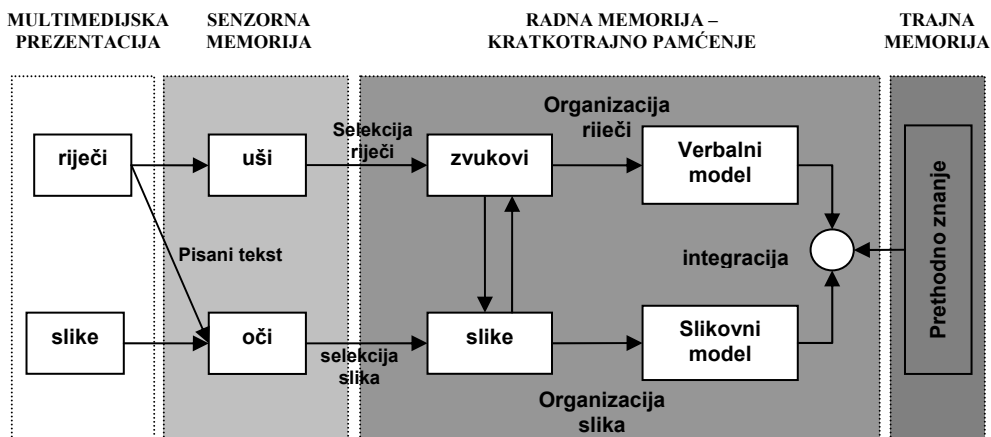 MULTIMEDIJSKA
PREZENTACIJA
SENZORNA
MEMORIJA
RADNA MEMORIJA –
KRATKOTRAJNO PAMĆENJE
TRAJNA
MEMORIJA
riječi
uši
Selekcija
riječi
zvukovi
Organizacija
riieči
Verbalni
model
Pisani tekst
integracija
Prethodno znanje
slike
oči
selekcija
slika
slike
Slikovni
model
Organizacija
slika